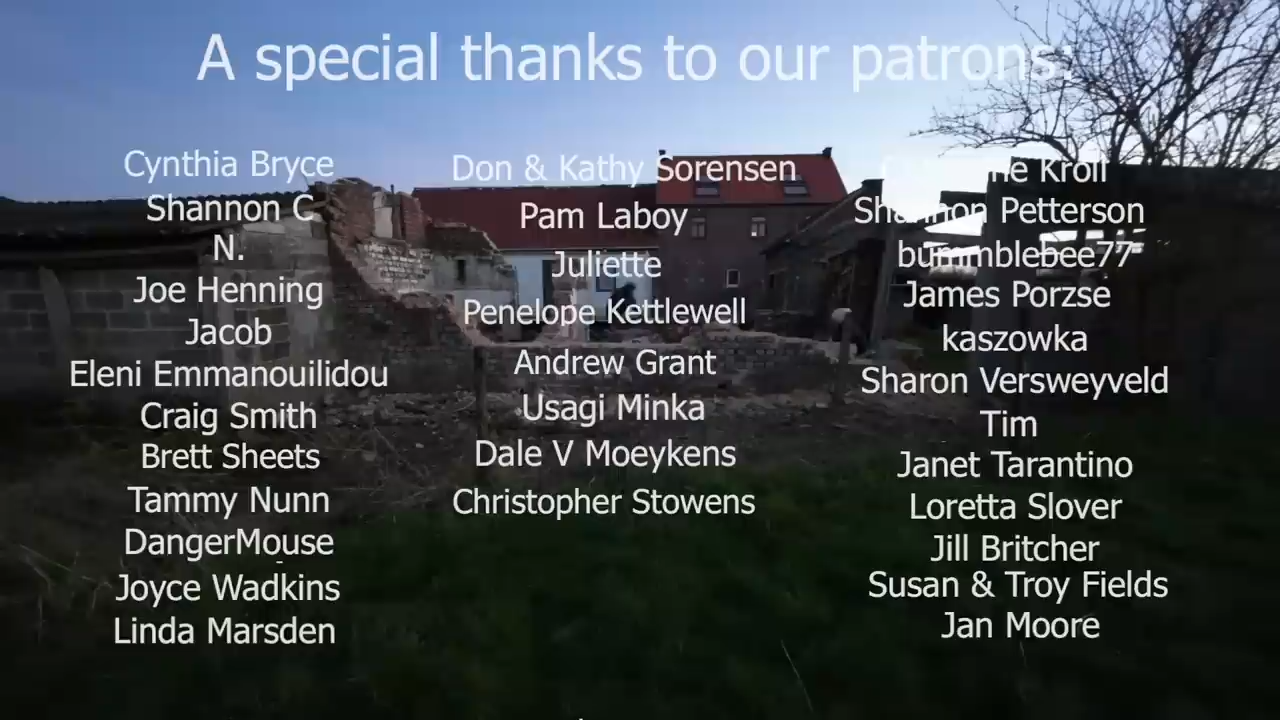 A special thanks to our patrons:
Cynthia Bryce
Shannon C
N.
Joe Henning
Jacob
Eleni Emmanouilidou
Craig Smith
Brett Sheets
Tammy Nunn
DangerMouse
Joyce Wadkins
Linda Marsden
Don & Kathy Sorensen
Pam Laboy
Juliette
Penelope Kettlewell
Andrew Grant
Usagi Minka
Dale V Moeykens
Christopher Stowens
Kroll
Shannon Petterson
bummblebee77
James Porzse
kaszowka
Sharon Versweyveld
Tim
Janet Tarantino
Loretta Slover
Jill Britcher
Susan & Troy Fields
Jan Moore